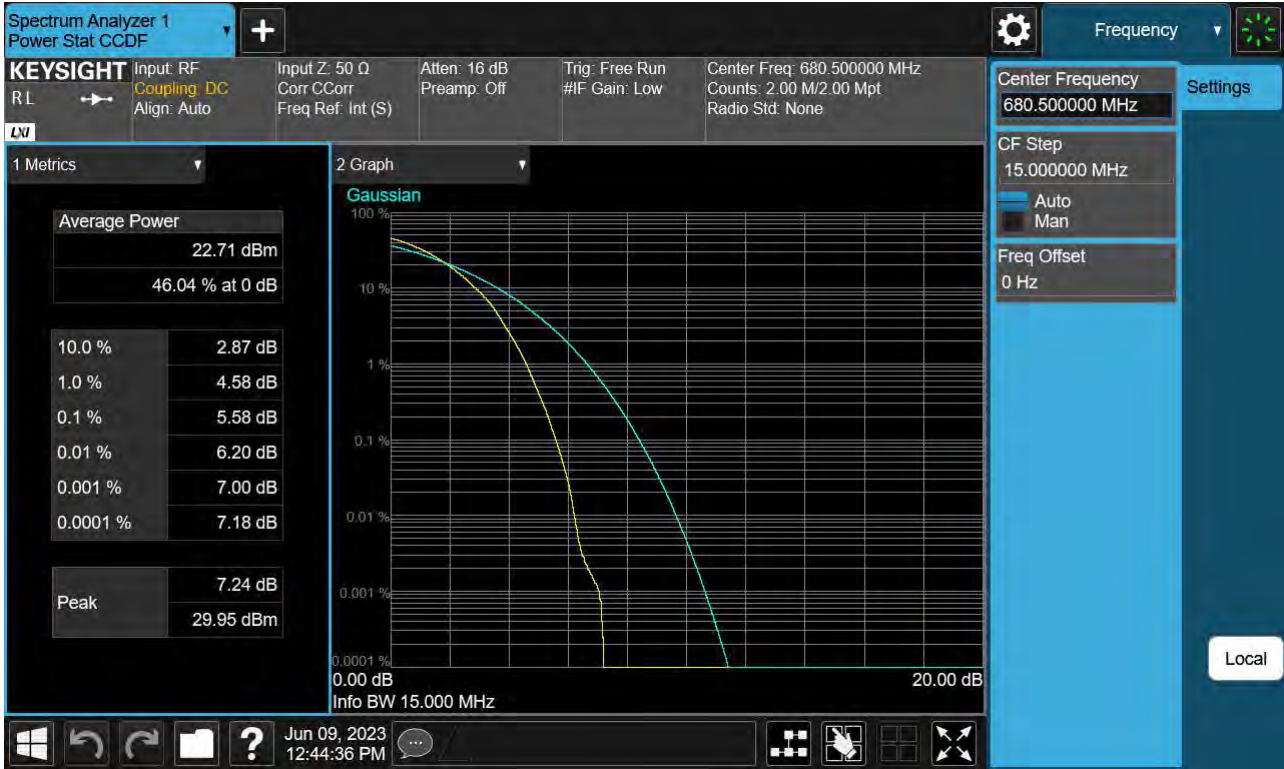 Spectrum Analyzer 1
Power Stat CCDF
Frequency
KEYSIGHT
RL
LXI
Input: RF
Coupling: DC
Align: Auto
Input Z: 50 Ω
Corr CCorr
Freq Ref: Int (S)
Atten: 16 dB
Preamp: Off
Trig: Free Run
#IF Gain: Low
Center Freq: 680.500000 MHz
Counts: 2.00 M/2.00 Mpt
Radio Std: None
1 Metrics
Average Power
22.71 dBm
46.04 % at 0 dB
10.0 % 2.87 dB
1.0 % 4.58 dB
0.1 % 5.58 dB
0.01 % 6.20 dB
0.001 % 7.00 dB
0.0001 % 7.18 dB
Peak
7.24 dB
29.95 dBm
2 Graph
Gaussian
100 %
10 %
1 %
0.1 %
0.01 %
0.001 %
0.0001 %
0.00 dB 20.00 dB
Info BW 15.000 MHz
Center Frequency
680.500000 MHz
CF Step
15.000000 MHz
Auto
Man
Freq Offset
0 Hz
Settings
Local
?
Jun 09, 2023
12:44:36 PM